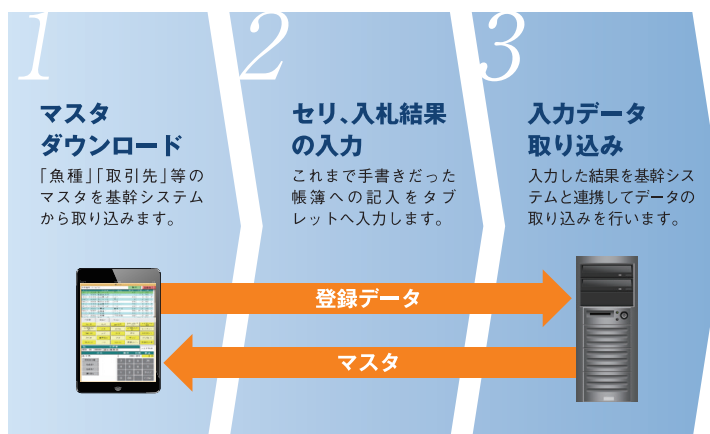 1
マスタ
ダウンロード
「魚種」「取引先」等の
マスタを基幹システム
から取り込みます。
2
セリ、入札結果
の入力
これまで手書きだった
帳簿への記入をタブ
レットへ入力します。
3
入力データ
取り込み
入力した結果を基幹シス
テムと連携してデータの
取り込みを行います。
登録データ
マスタ